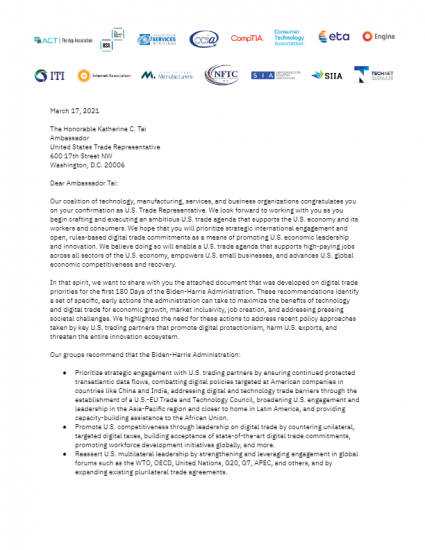 ACT | The App Association
BSA
SERVICES
ccia
CompTIA
Consumer
Technology
Association
eta
Engine
ITI
Internet Association
Manufacturers
NFTC
SIA
SIIA
TECHNET
March 17, 2021
The Honorable Katherine C. Tai
Ambassador
United States Trade Representative
600 17th Street NW
Washington, D.C. 20006
Dear Ambassador Tai:
Our coalition of technology, manufacturing, services, and business organizations congratulates you
on your confirmation as U.S. Trade Representative. We look forward to working with you as you
begin crafting and executing an ambitious U.S. trade agenda that supports the U.S. economy and its
workers and consumers. We hope that you will prioritize strategic international engagement and
open, rules-based digital trade commitments as a means of promoting U.S. economic leadership
and innovation. We believe doing so will enable a U.S. trade agenda that supports high-paying jobs
across all sectors of the U.S. economy, empowers U.S. small businesses, and advances U.S. global
economic competitiveness and recovery.
In that spirit, we want to share with you the attached document that was developed on digital trade
priorities for the first 180 Days of the Biden-Harris Administration. These recommendations identify
a set of specific, early actions the administration can take to maximize the benefits of technology
and digital trade for economic growth, market inclusivity, job creation, and addressing pressing
societal challenges. We highlighted the need for these actions to address recent policy approaches
taken by key U.S. trading partners that promote digital protectionism, harm U.S. exports, and
threaten the entire innovation ecosystem.
Our groups recommend that the Biden-Harris Administration:
• Prioritize strategic engagement with U.S. trading partners by ensuring continued protected
transatlantic data flows, combatting digital policies targeted at American companies in
countries like China and India, addressing digital and technology trade barriers through the
establishment of a U.S.-EU Trade and Technology Council, broadening U.S. engagement and
leadership in the Asia-Pacific region and closer to home in Latin America, and providing
capacity-building assistance to the African Union.
• Promote U.S. competitiveness through leadership on digital trade by countering unilateral,
targeted digital taxes, building acceptance of state-of-the-art digital trade commitments,
promoting workforce development initiatives globally, and more.
• Reassert U.S. multilateral leadership by strengthening and leveraging engagement in global
forums such as the WTO, OECD, United Nations, G20, G7, APEC, and others, and by
expanding existing plurilateral trade agreements.